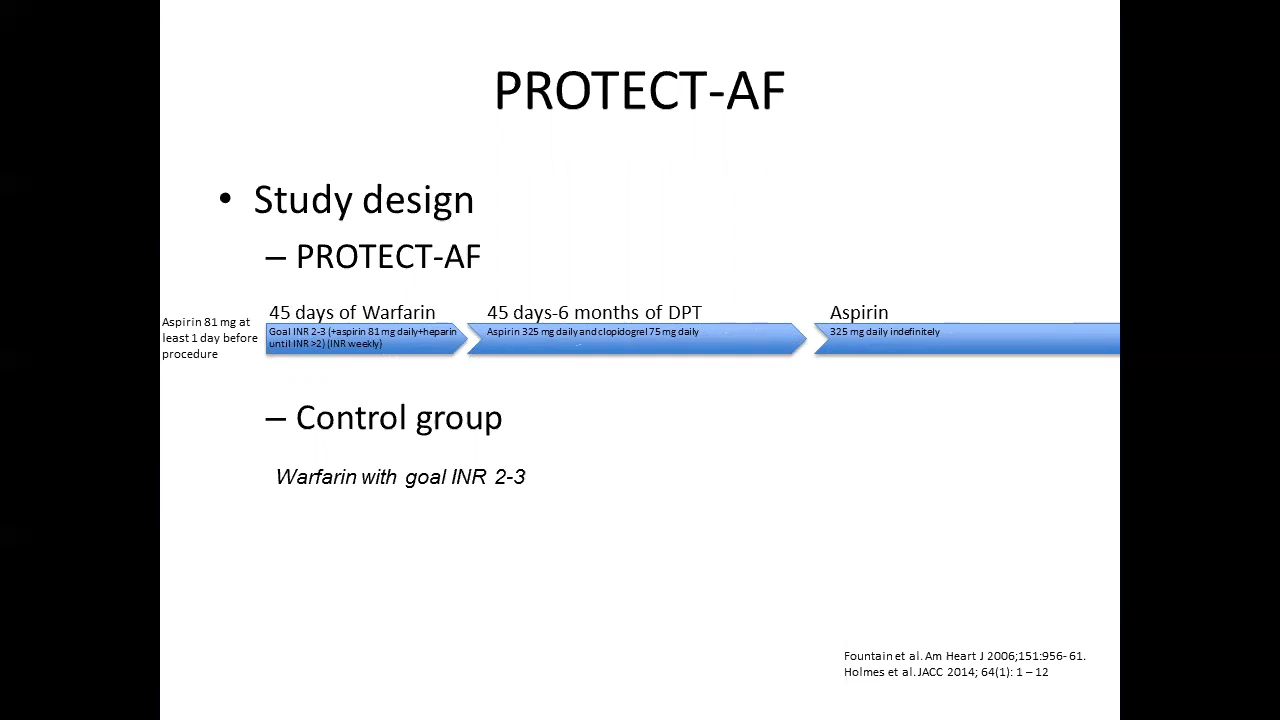 PROTECT-AF
• Study design
– PROTECT-AF
Aspirin 81 mg at
least 1 day before
procedure
45 days of Warfarin
Goal INR 2-3 (+aspirin 81 mg daily+heparin
until INR >2) (INR weekly)
45 days-6 months of DPT
Aspirin 325 mg daily and clopidogrel 75 mg daily
Aspirin
325 mg daily indefinitely
– Control group
Warfarin with goal INR 2-3
Fountain et al. Am Heart J 2006;151:956- 61.
Holmes et al. JACC 2014; 64(1): 1 – 12